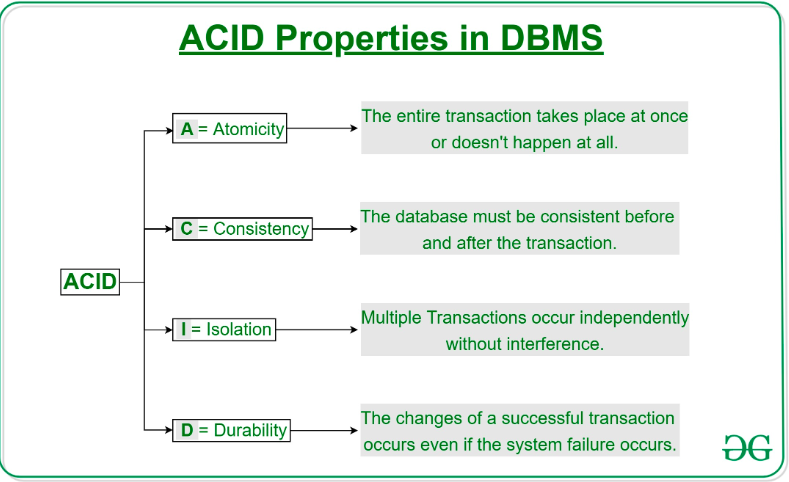 ACID Properties in DBMS
A = Atomicity
The entire transaction takes place at once
or doesn't happen at all.
C = Consistency
The database must be consistent before
and after the transaction.
ACID
I = Isolation
Multiple Transactions occur independently
without interference.
D = Durability
The changes of a successful transaction
occurs even if the system failure occurs.